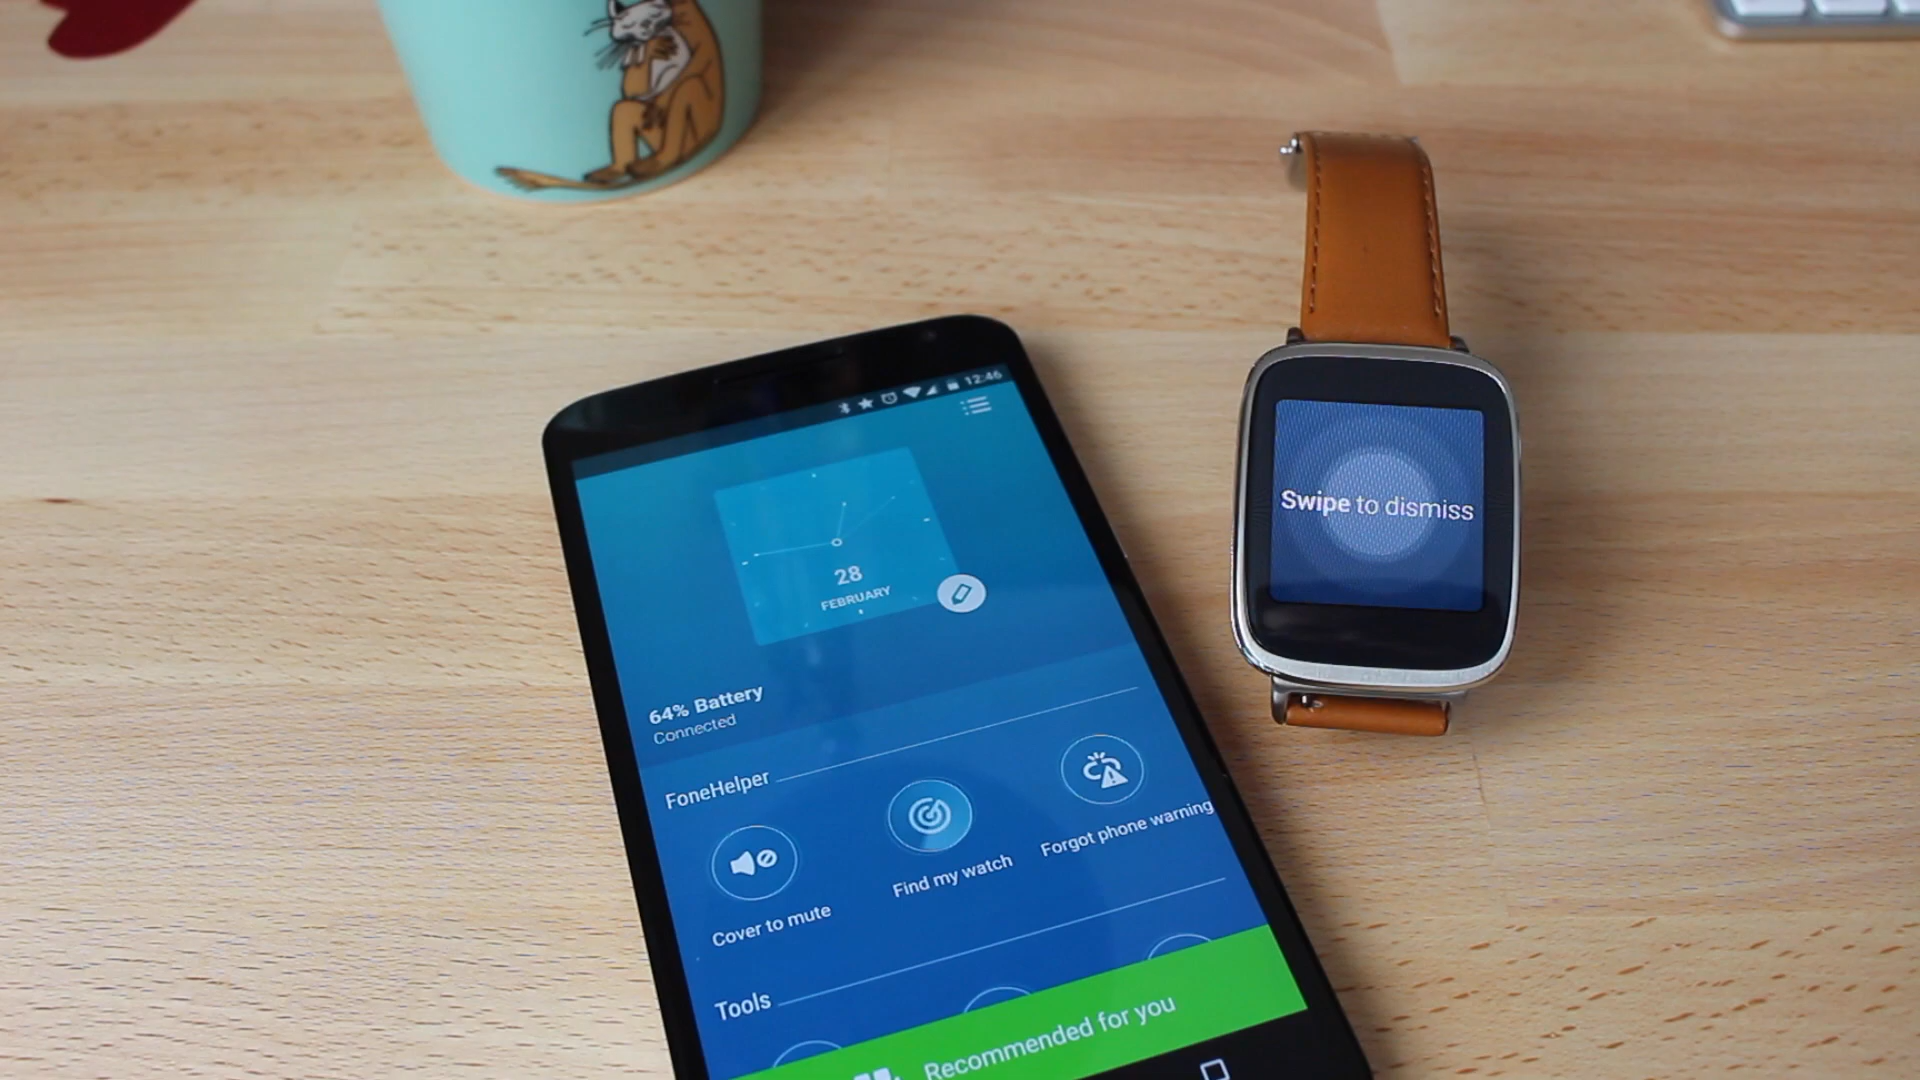 12:46
28
FEBRUARY
64% Battery
Connected
FoneHelper
Cover to mute
Find my watch
Forgot phone warning
Tools
Recommended for you
Swipe to dismiss